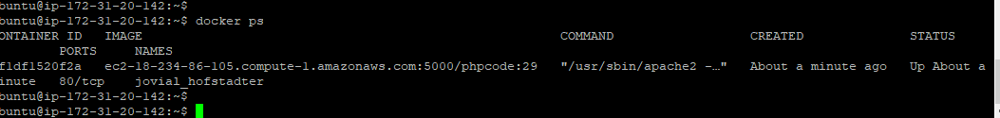 buntu@ip-172-31-20-142:~$
buntu@ip-172-31-20-142:~$ docker ps
ONTAINER ID   IMAGE   COMMAND   CREATED   STATUS
PORTS   NAMES
f1df1520f2a   ec2-18-234-86-105.compute-1.amazonaws.com:5000/phpcode:29   "/usr/sbin/apache2 -…"   About a minute ago   Up About a
inute   80/tcp   jovial_hofstadter
buntu@ip-172-31-20-142:~$
buntu@ip-172-31-20-142:~$